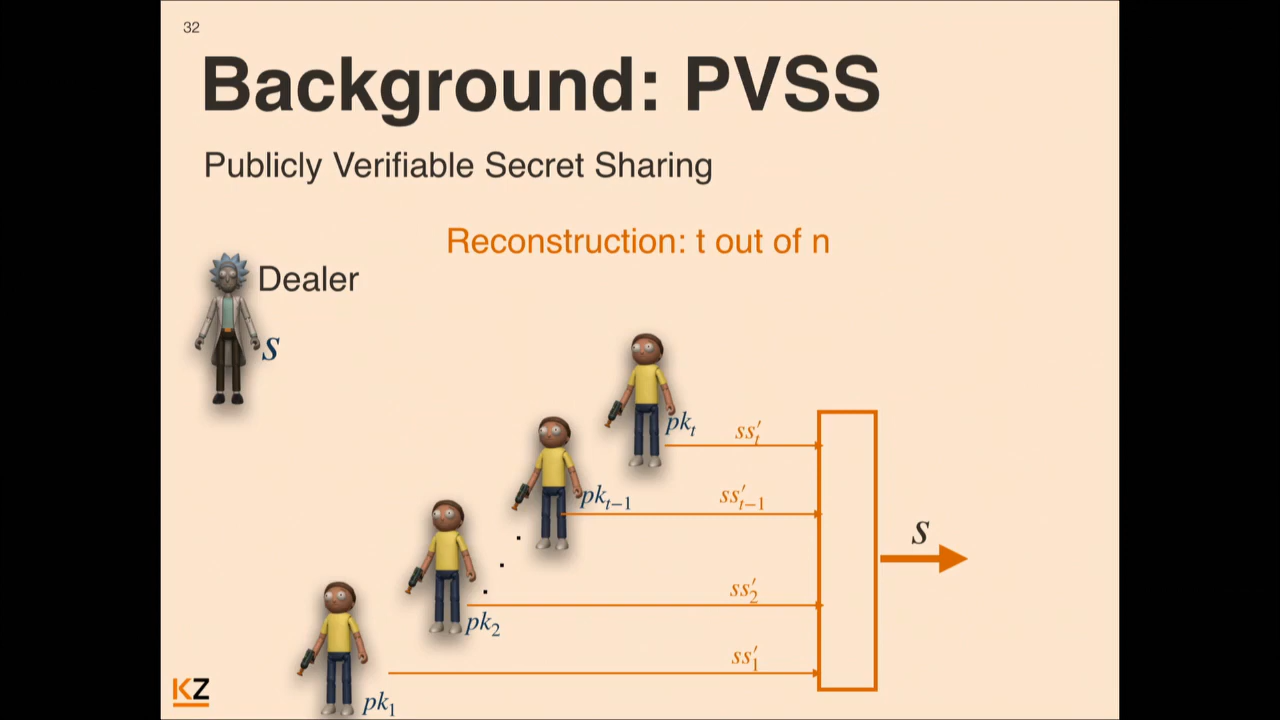 32
Background: PVSS
Publicly Verifiable Secret Sharing
Reconstruction: t out of n
Dealer
s
pkₜ
ss′ₜ
pkₜ₋₁
ss′ₜ₋₁
s
pk₂
ss′₂
pk₁
ss′₁
KZ